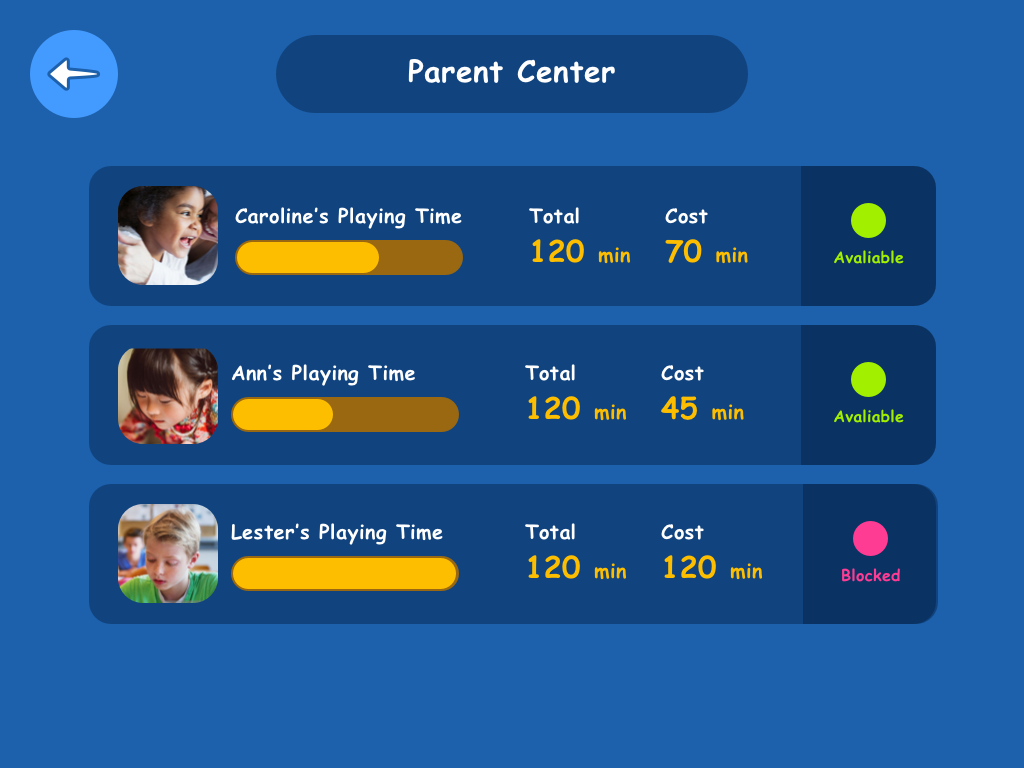 Parent Center
Caroline's Playing Time
Total
Cost
120 min
70 min
Avaliable
Ann's Playing Time
Total
Cost
120 min
45 min
Avaliable
Lester's Playing Time
Total
Cost
120 min
120 min
Blocked